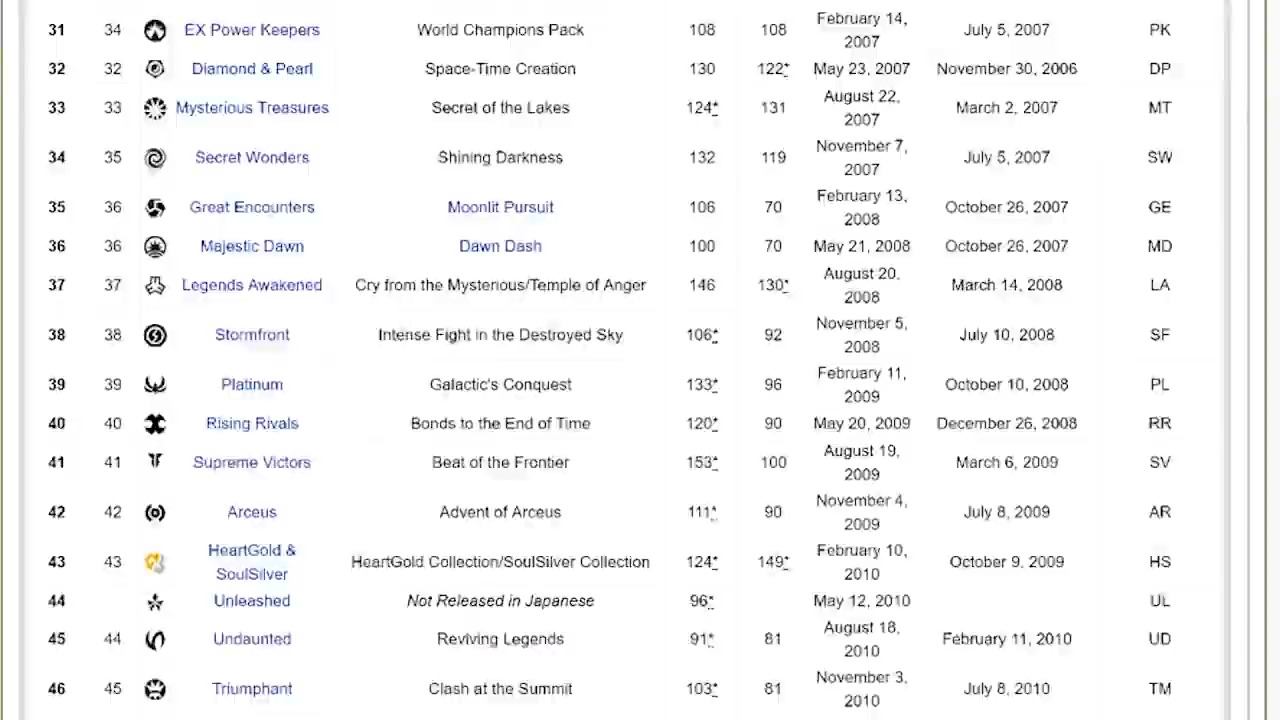 31 34 EX Power Keepers World Champions Pack 108 108 February 14, 2007 July 5, 2007 PK
32 32 Diamond & Pearl Space-Time Creation 130 122* May 23, 2007 November 30, 2006 DP
33 33 Mysterious Treasures Secret of the Lakes 124* 131 August 22, 2007 March 2, 2007 MT
34 35 Secret Wonders Shining Darkness 132 119 November 7, 2007 July 5, 2007 SW
35 36 Great Encounters Moonlit Pursuit 106 70 February 13, 2008 October 26, 2007 GE
36 36 Majestic Dawn Dawn Dash 100 70 May 21, 2008 October 26, 2007 MD
37 37 Legends Awakened Cry from the Mysterious/Temple of Anger 146 130* August 20, 2008 March 14, 2008 LA
38 38 Stormfront Intense Fight in the Destroyed Sky 106* 92 November 5, 2008 July 10, 2008 SF
39 39 Platinum Galactic's Conquest 133* 96 February 11, 2009 October 10, 2008 PL
40 40 Rising Rivals Bonds to the End of Time 120* 90 May 20, 2009 December 26, 2008 RR
41 41 Supreme Victors Beat of the Frontier 153* 100 August 19, 2009 March 6, 2009 SV
42 42 Arceus Advent of Arceus 111* 90 November 4, 2009 July 8, 2009 AR
43 43 HeartGold & SoulSilver HeartGold Collection/SoulSilver Collection 124* 149* February 10, 2010 October 9, 2009 HS
44 Unleashed Not Released in Japanese 96* May 12, 2010 UL
45 44 Undaunted Reviving Legends 91* 81 August 18, 2010 February 11, 2010 UD
46 45 Triumphant Clash at the Summit 103* 81 November 3, 2010 July 8, 2010 TM